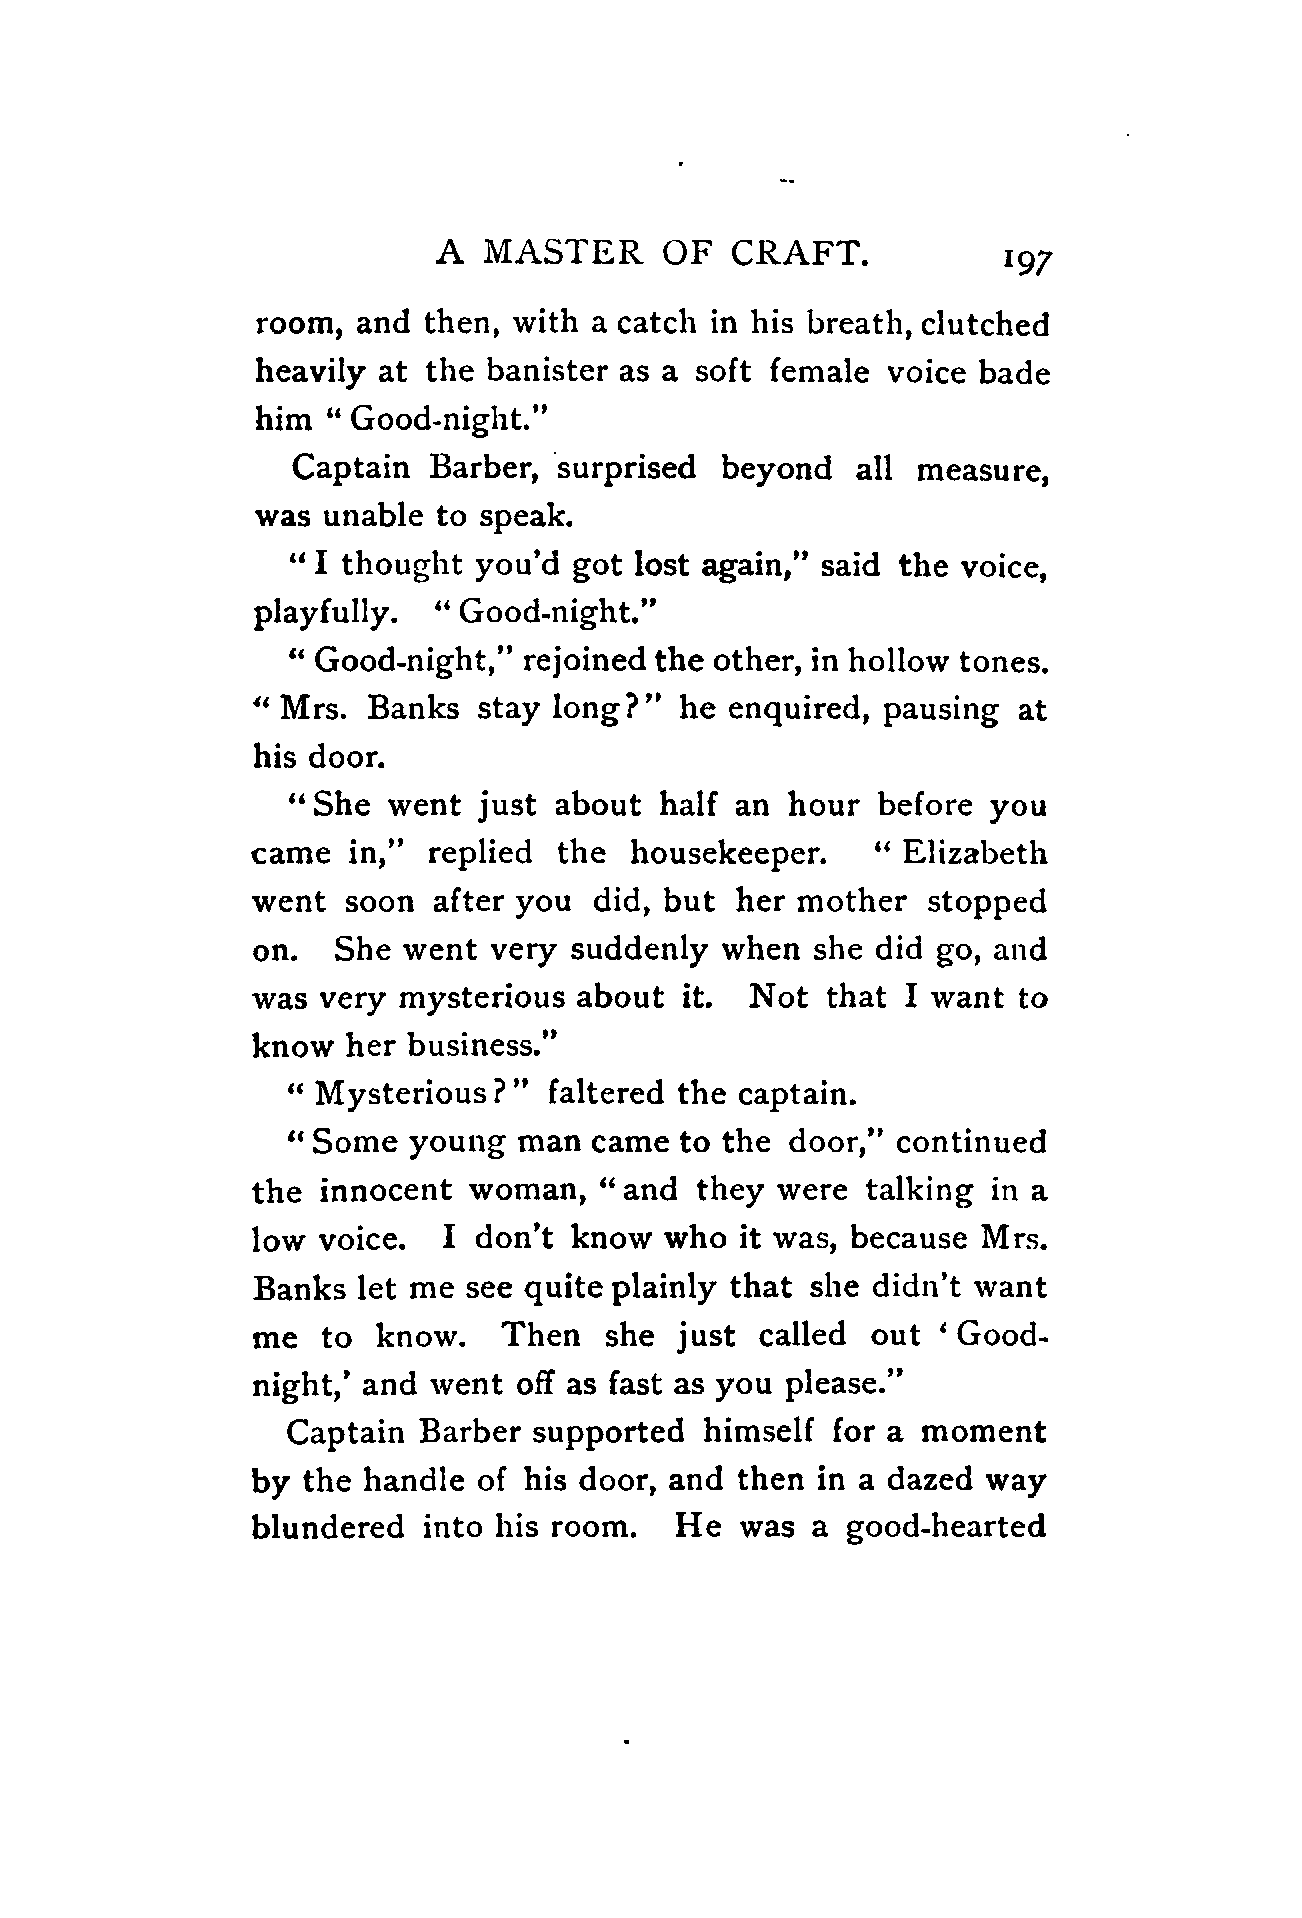 A MASTER OF CRAFT. 197
room, and then, with a catch in his breath, clutched
heavily at the banister as a soft female voice bade
him "Good-night."
Captain Barber, surprised beyond all measure,
was unable to speak.
"I thought you'd got lost again," said the voice,
playfully. "Good-night."
"Good-night," rejoined the other, in hollow tones.
"Mrs. Banks stay long?" he enquired, pausing at
his door.
"She went just about half an hour before you
came in," replied the housekeeper. "Elizabeth
went soon after you did, but her mother stopped
on. She went very suddenly when she did go, and
was very mysterious about it. Not that I want to
know her business."
"Mysterious?" faltered the captain.
"Some young man came to the door," continued
the innocent woman, "and they were talking in a
low voice. I don't know who it was, because Mrs.
Banks let me see quite plainly that she didn't want
me to know. Then she just called out 'Good-
night,' and went off as fast as you please."
Captain Barber supported himself for a moment
by the handle of his door, and then in a dazed way
blundered into his room. He was a good-hearted